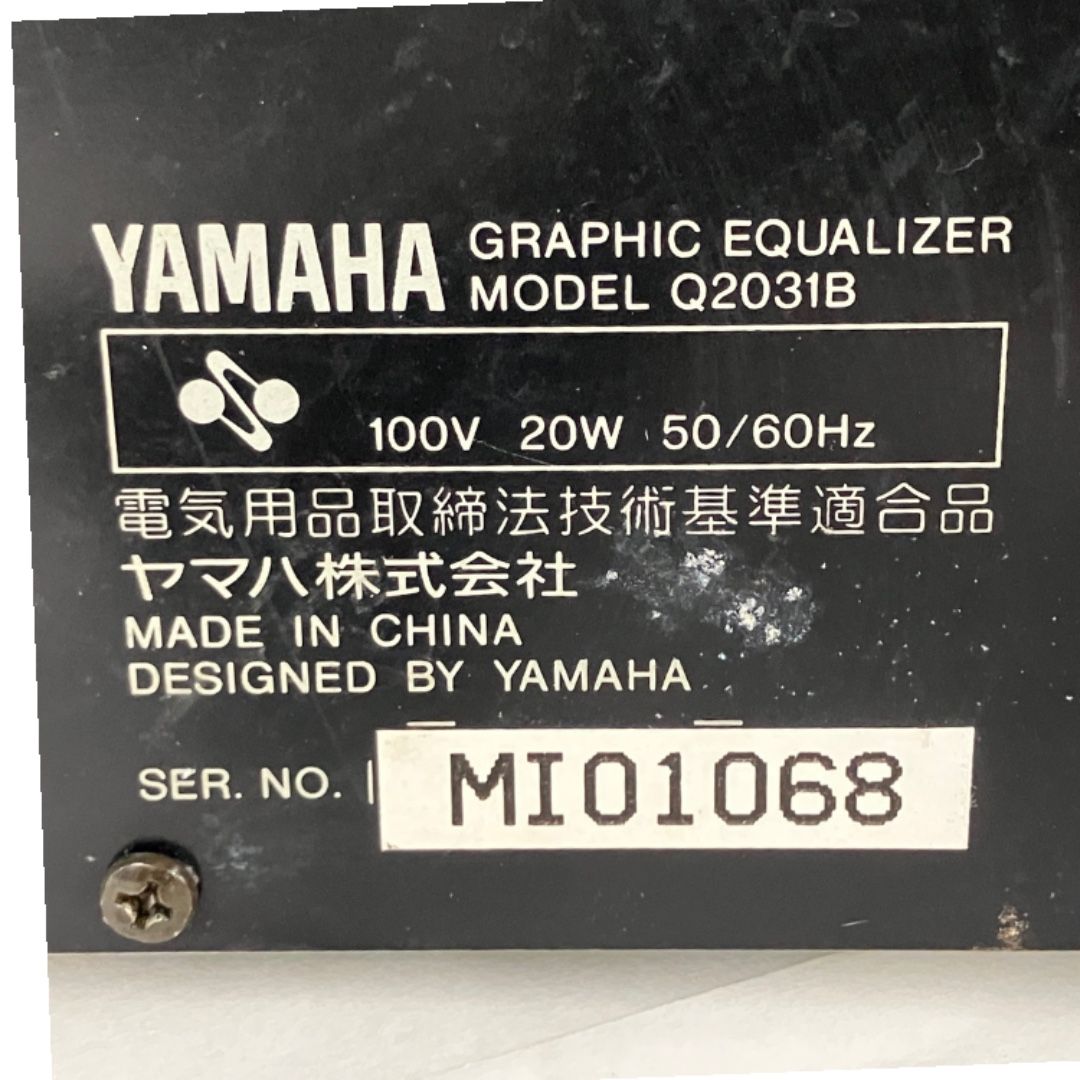 YAMAHA
GRAPHIC EQUALIZER
MODEL Q2031B
100V 20W 50/60Hz
電気用品取締法技術基準適合品
ヤマハ株式会社
MADE IN CHINA
DESIGNED BY YAMAHA
SER. NO.
MI01068